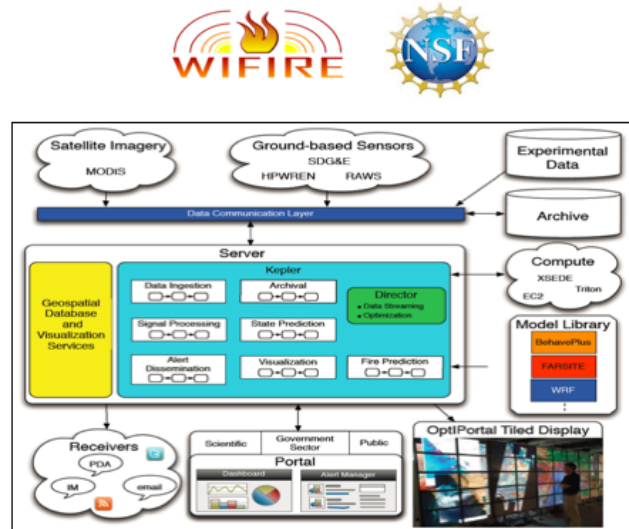 WIFIRE
NSF
Satellite Imagery
MODIS
Ground-based Sensors
SDG&E
HPWREN RAWS
Experimental
Data
Data Communication Layer
Archive
Server
Kepler
Geospatial
Database
and
Visualization
Services
Data Ingestion
Archival
Director
• Data Streaming
• Optimization
Signal Processing
State Prediction
Alert
Dissemination
Visualization
Fire Prediction
Compute
XSEDE
EC2 Triton
Model Library
BehavePlus
FARSITE
WRF
Receivers
PDA
IM
email
Scientific
Government
Sector
Public
Portal
Dashboard
Alert Manager
OptIPortal Tiled Display